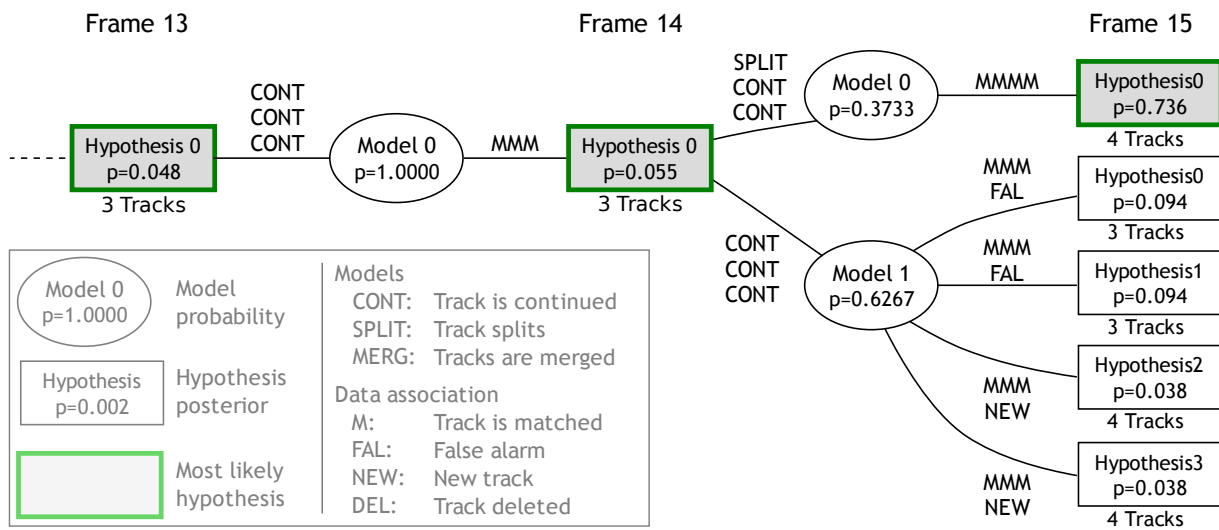 Frame 13
Frame 14
Frame 15
CONT
CONT
CONT
Hypothesis 0
p=0.048
3 Tracks
Model 0
p=1.0000
MMM
Hypothesis 0
p=0.055
3 Tracks
SPLIT
CONT
CONT
Model 0
p=0.3733
MMMM
Hypothesis0
p=0.736
4 Tracks
CONT
CONT
CONT
Model 1
p=0.6267
MMM
FAL
Hypothesis0
p=0.094
3 Tracks
MMM
FAL
Hypothesis1
p=0.094
3 Tracks
MMM
NEW
Hypothesis2
p=0.038
4 Tracks
MMM
NEW
Hypothesis3
p=0.038
4 Tracks
Model 0
p=1.0000
Model
probability
Hypothesis
p=0.002
Hypothesis
posterior
Most likely
hypothesis
Models
CONT: Track is continued
SPLIT: Track splits
MERG: Tracks are merged
Data association
M: Track is matched
FAL: False alarm
NEW: New track
DEL: Track deleted